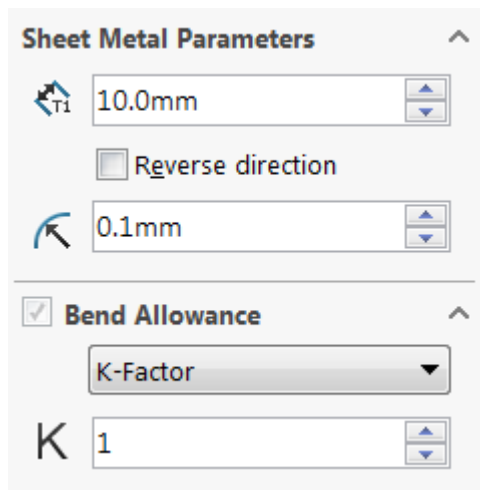 Sheet Metal Parameters
T1
10.0mm
Reverse direction
0.1mm
Bend Allowance
K-Factor
K
1